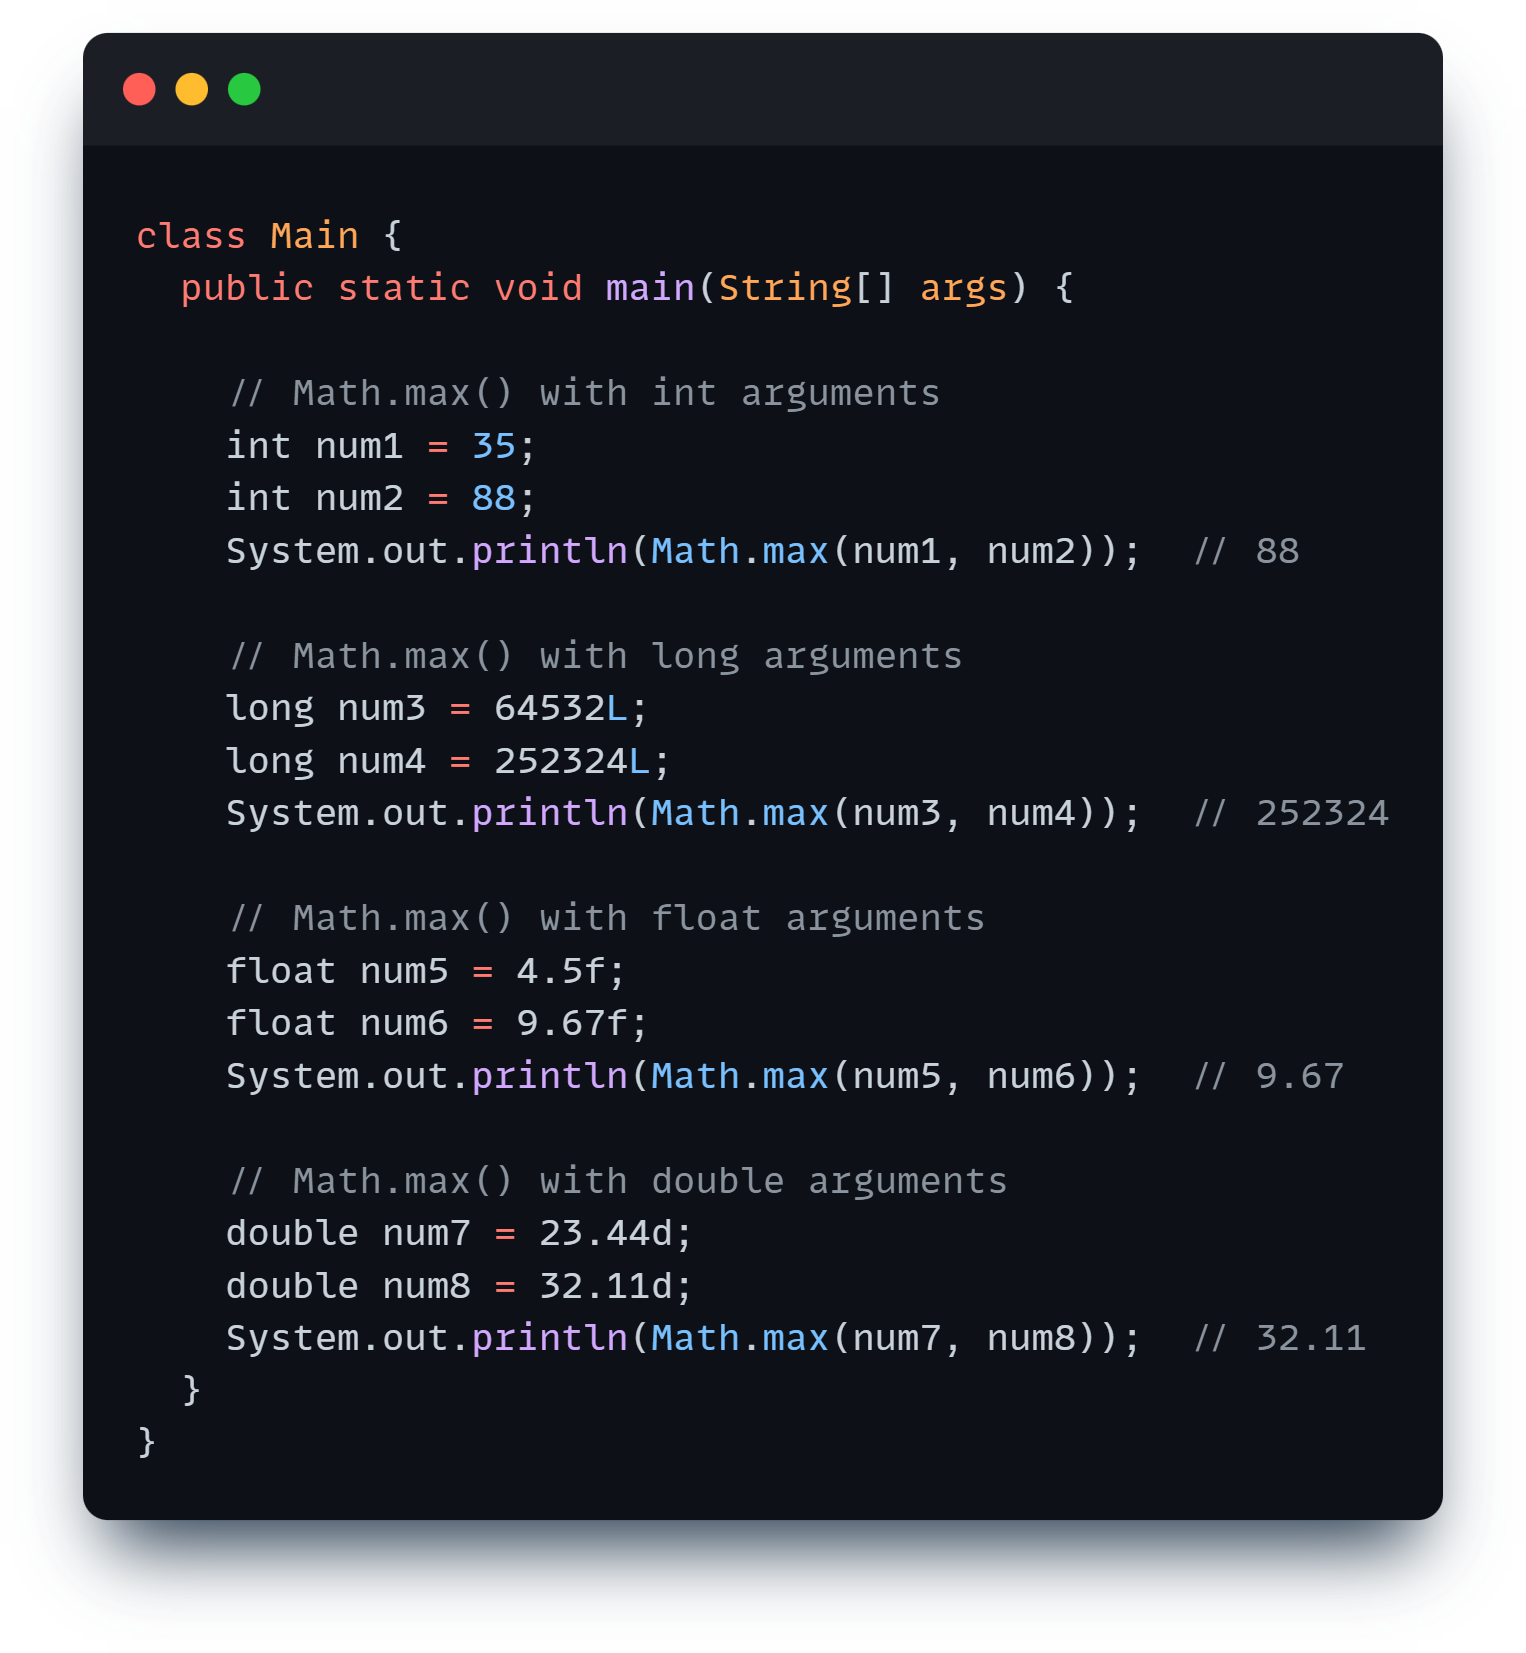 class Main {
  public static void main(String[] args) {

    // Math.max() with int arguments
    int num1 = 35;
    int num2 = 88;
    System.out.println(Math.max(num1, num2));  // 88

    // Math.max() with long arguments
    long num3 = 64532L;
    long num4 = 252324L;
    System.out.println(Math.max(num3, num4));  // 252324

    // Math.max() with float arguments
    float num5 = 4.5f;
    float num6 = 9.67f;
    System.out.println(Math.max(num5, num6));  // 9.67

    // Math.max() with double arguments
    double num7 = 23.44d;
    double num8 = 32.11d;
    System.out.println(Math.max(num7, num8));  // 32.11
  }
}